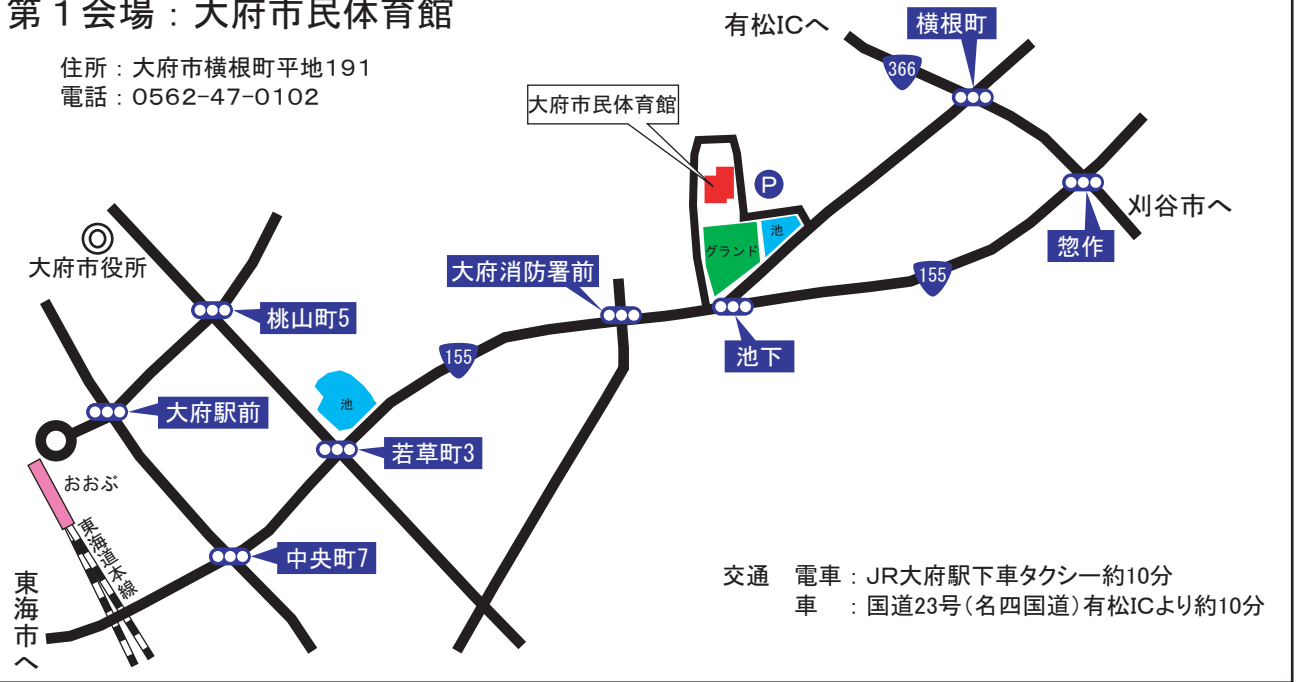 第1会場：大府市民体育館
住所：大府市横根町平地191
電話：0562-47-0102
有松ICへ
横根町
366
大府市民体育館
P
刈谷市へ
惣作
池
グランド
大府市役所
大府消防署前
155
桃山町5
池下
155
大府駅前
池
若草町3
おおぶ
東海道本線
中央町7
東海市へ
交通　電車：JR大府駅下車タクシー約10分
車　：国道23号(名四国道)有松ICより約10分